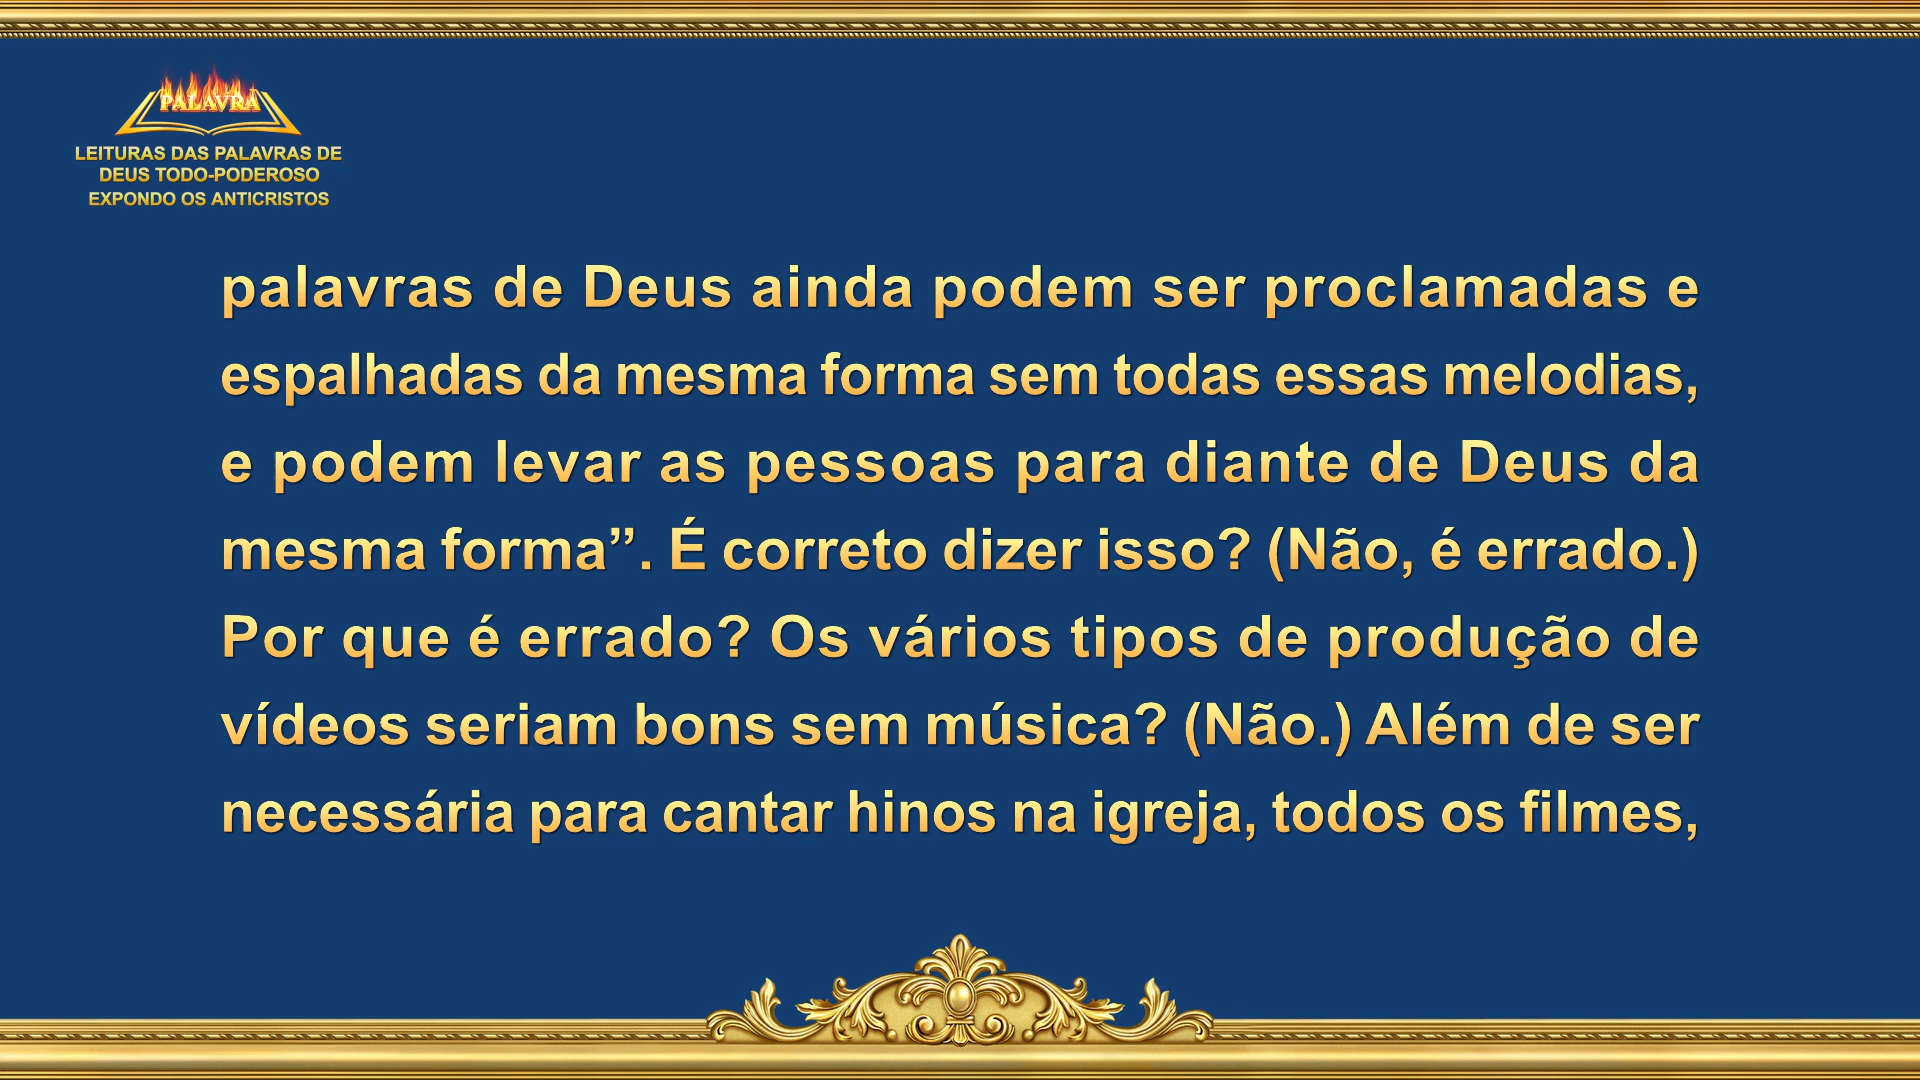 PALAVRA
LEITURAS DAS PALAVRAS DE
DEUS TODO-PODEROSO
EXPONDO OS ANTICRISTOS
palavras de Deus ainda podem ser proclamadas e
espalhadas da mesma forma sem todas essas melodias,
e podem levar as pessoas para diante de Deus da
mesma forma”. É correto dizer isso? (Não, é errado.)
Por que é errado? Os vários tipos de produção de
vídeos seriam bons sem música? (Não.) Além de ser
necessária para cantar hinos na igreja, todos os filmes,